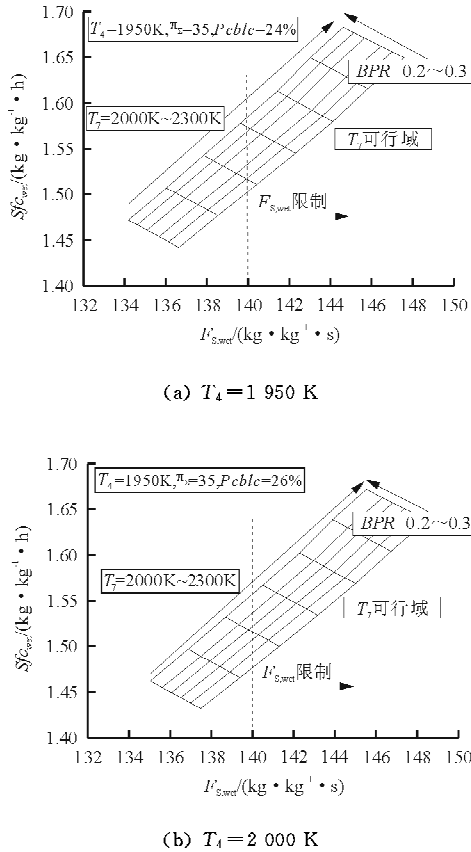 1.70
T4=1950K,πΣ=35,Pcblc=24%
BPR 0.2～0.3
1.65
1.60
T7=2000K~2300K
T7可行域
1.55
1.50
FS,wet限制
1.45
1.40
132 134 136 138 140 142 144 146 148 150
Sfcwet/(kg·kg-1·h)
FS,wet/(kg·kg-1·s)
(a) T4=1 950 K
1.70
T4=1950K,πΣ=35,Pcblc=26%
BPR 0.2～0.3
1.65
1.60
T7=2000K~2300K
T7可行域
1.55
1.50
FS,wet限制
1.45
1.40
132 134 136 138 140 142 144 146 148 150
Sfcwet/(kg·kg-1·h)
FS,wet/(kg·kg-1·s)
(b) T4=2 000 K